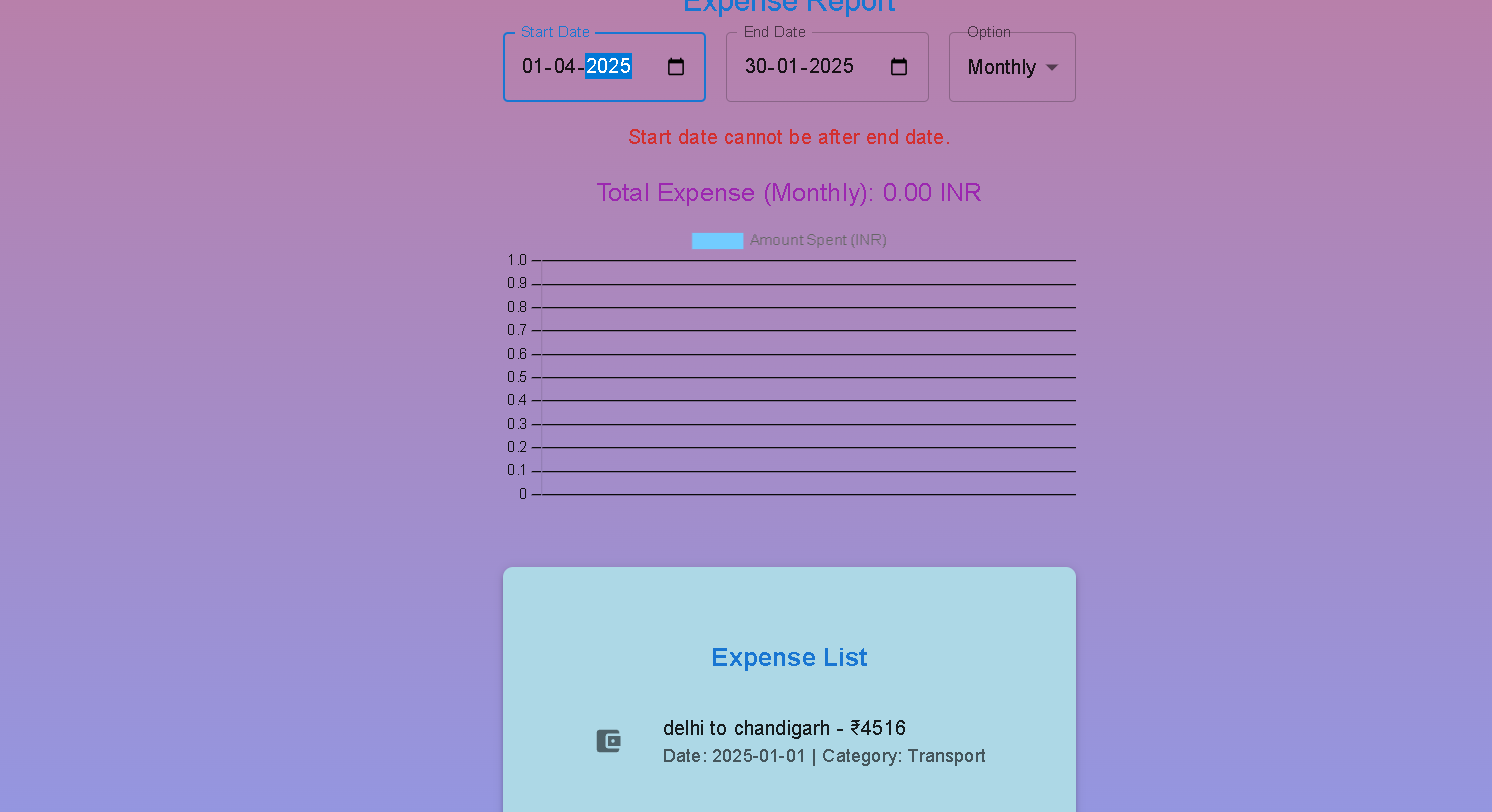 Expense Report
Start Date End Date Option
01-04-2025 30-01-2025 Monthly
Start date cannot be after end date.
Total Expense (Monthly): 0.00 INR
Amount Spent (INR)
1.0
0.9
0.8
0.7
0.6
0.5
0.4
0.3
0.2
0.1
0
Expense List
delhi to chandigarh - ₹4516
Date: 2025-01-01 | Category: Transport